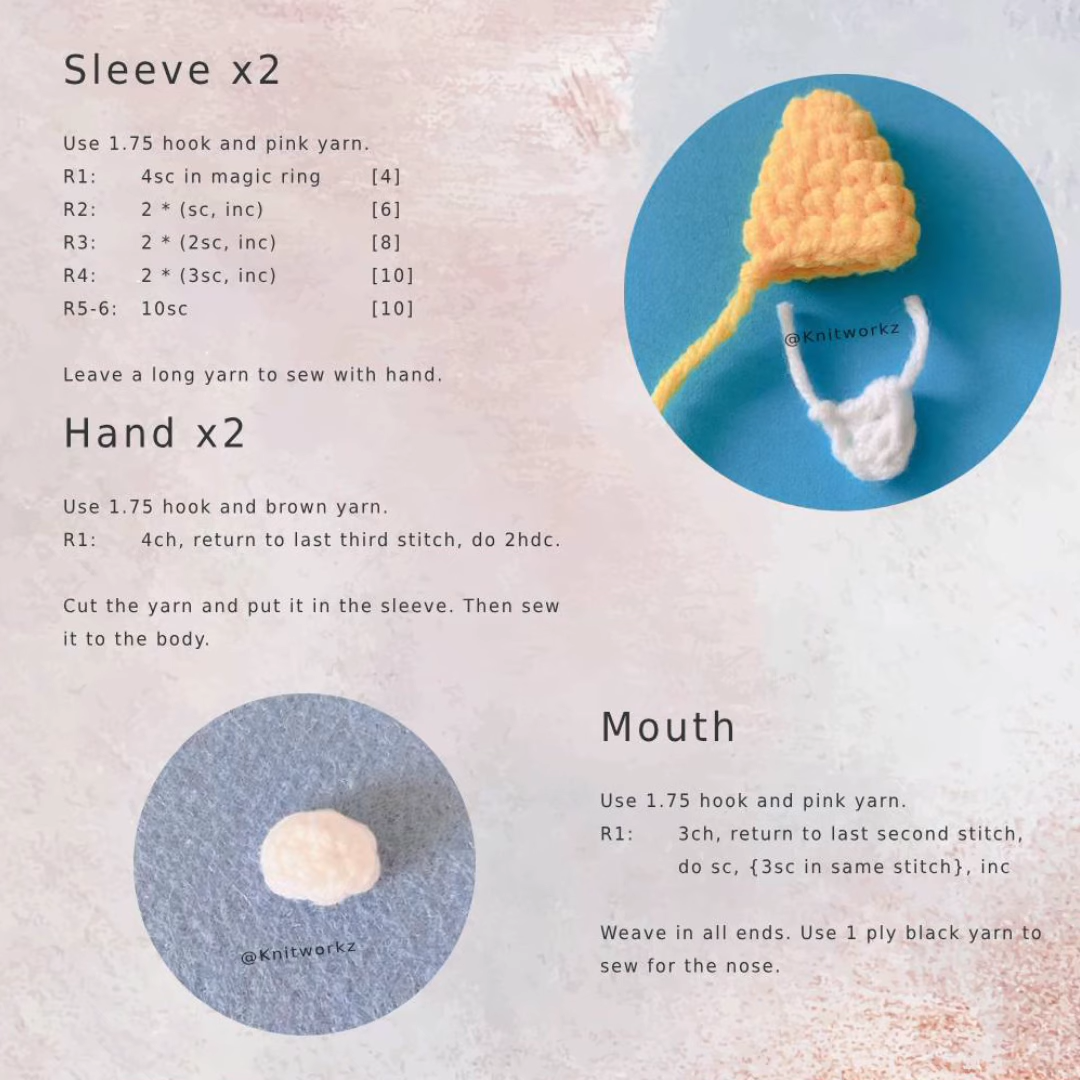 Sleeve x2
Use 1.75 hook and pink yarn.
R1: 4sc in magic ring [4]
R2: 2 * (sc, inc) [6]
R3: 2 * (2sc, inc) [8]
R4: 2 * (3sc, inc) [10]
R5-6: 10sc [10]
Leave a long yarn to sew with hand.
@Knitworkz
Hand x2
Use 1.75 hook and brown yarn.
R1: 4ch, return to last third stitch, do 2hdc.
Cut the yarn and put it in the sleeve. Then sew
it to the body.
@Knitworkz
Mouth
Use 1.75 hook and pink yarn.
R1: 3ch, return to last second stitch,
do sc, {3sc in same stitch}, inc
Weave in all ends. Use 1 ply black yarn to
sew for the nose.